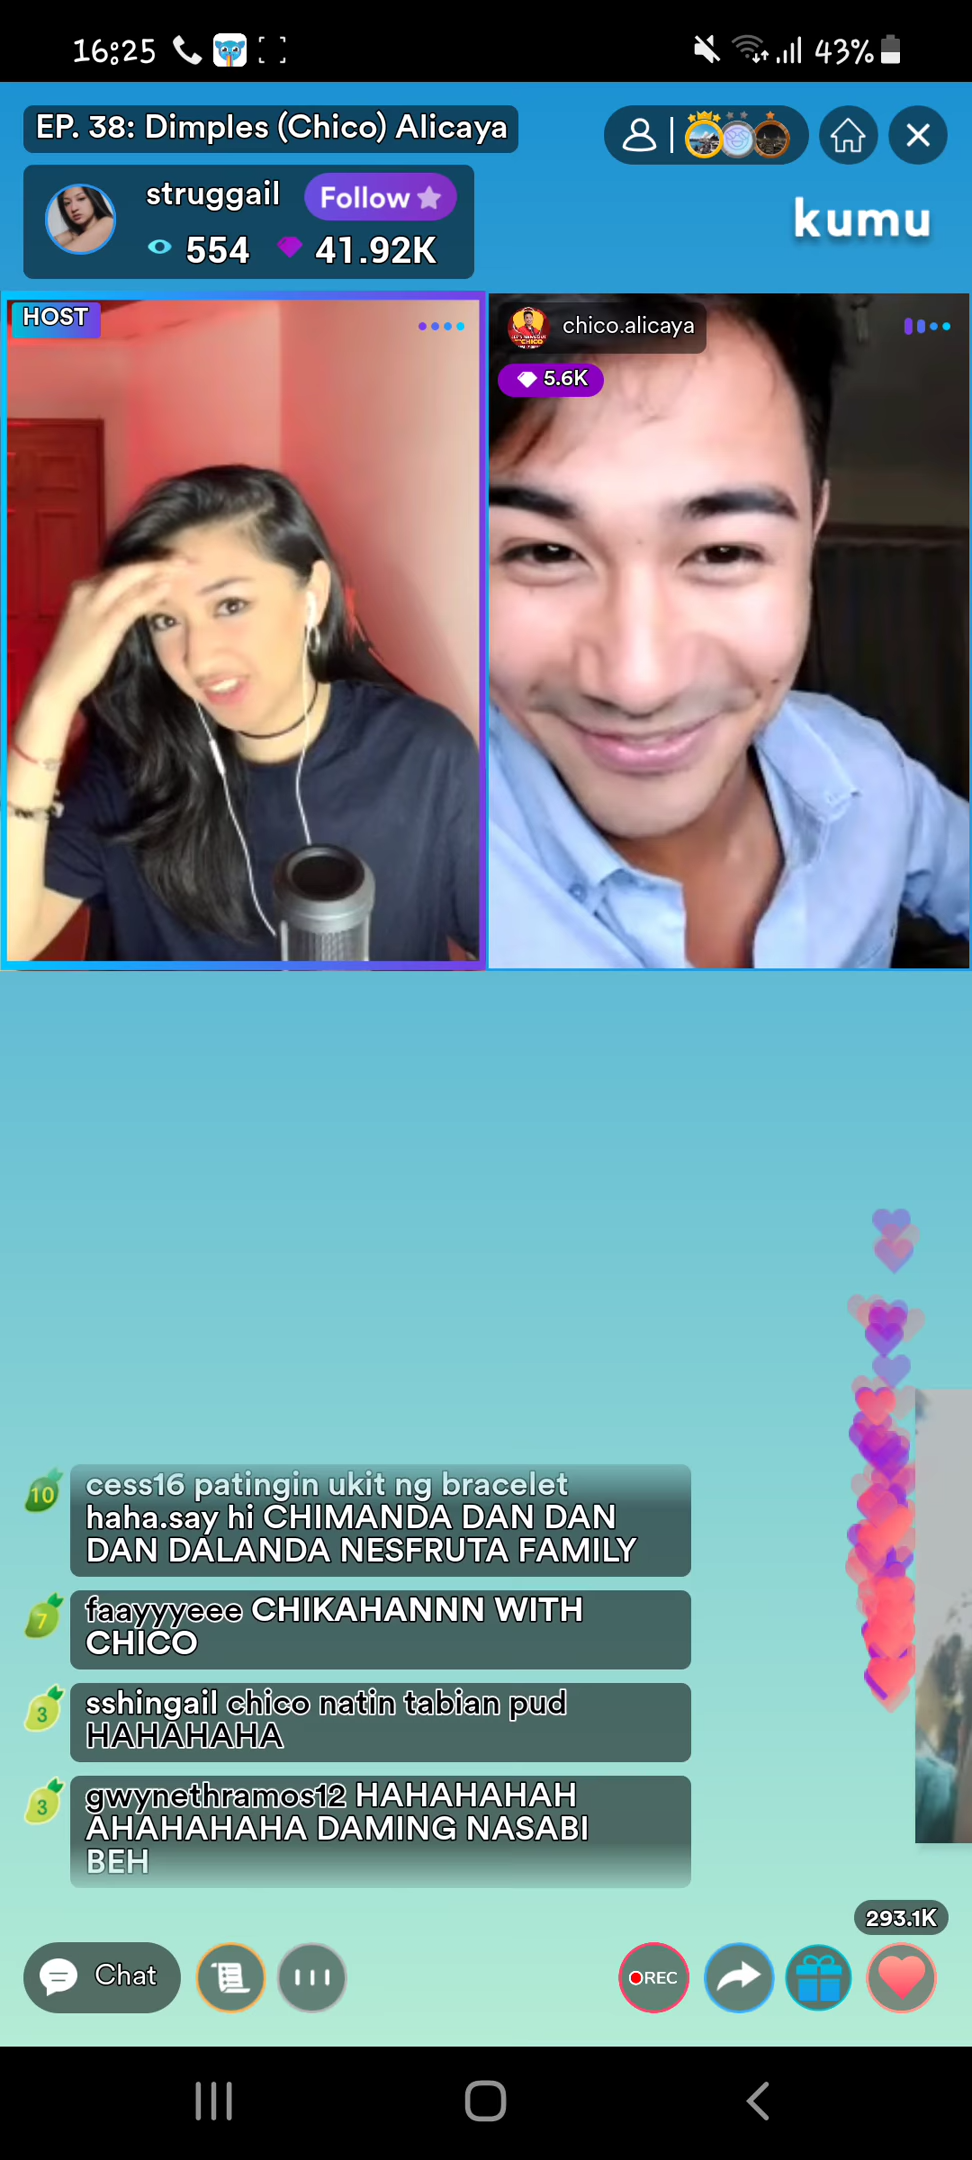 16:25
43%
EP. 38: Dimples (Chico) Alicaya
struggail
Follow
554
41.92K
kumu
HOST
chico.alicaya
5.6K
10
cess16 patingin ukit ng bracelet
haha.say hi CHIMANDA DAN DAN
DAN DALANDA NESFRUTA FAMILY
7
faayyyeee CHIKAHANNN WITH
CHICO
3
sshingail chico natin tabian pud
HAHAHAHA
3
gwynethramos12 HAHAHAHAH
AHAHAHAHA DAMING NASABI
BEH
293.1K
Chat
REC